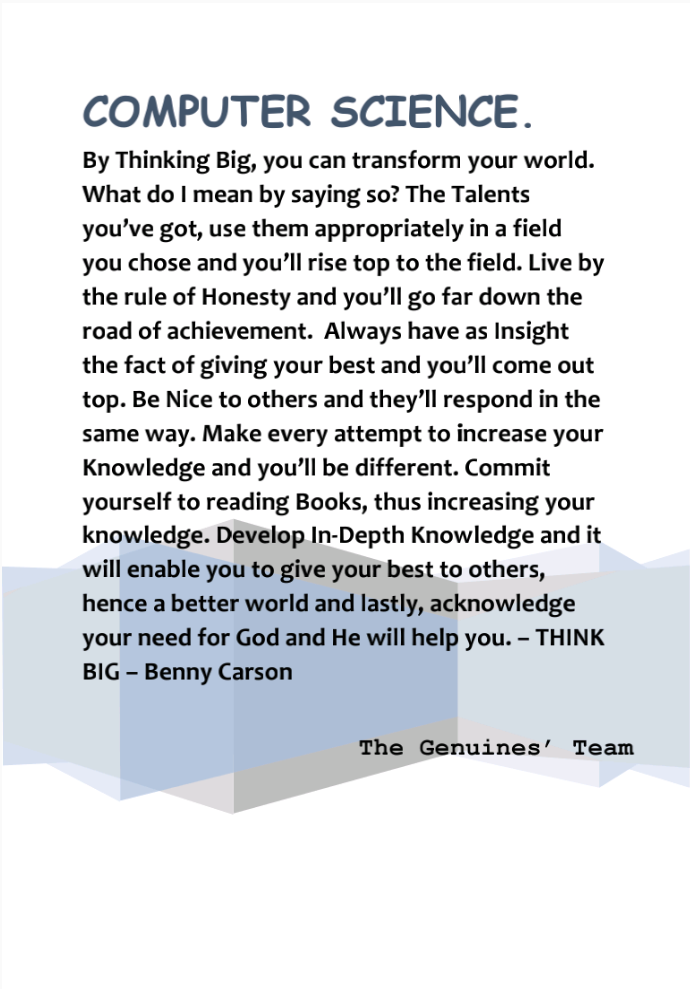 COMPUTER SCIENCE.
By Thinking Big, you can transform your world.
What do I mean by saying so? The Talents
you’ve got, use them appropriately in a field
you chose and you’ll rise top to the field. Live by
the rule of Honesty and you’ll go far down the
road of achievement.  Always have as Insight
the fact of giving your best and you’ll come out
top. Be Nice to others and they’ll respond in the
same way. Make every attempt to increase your
Knowledge and you’ll be different. Commit
yourself to reading Books, thus increasing your
knowledge. Develop In-Depth Knowledge and it
will enable you to give your best to others,
hence a better world and lastly, acknowledge
your need for God and He will help you. – THINK
BIG – Benny Carson
The Genuines’ Team